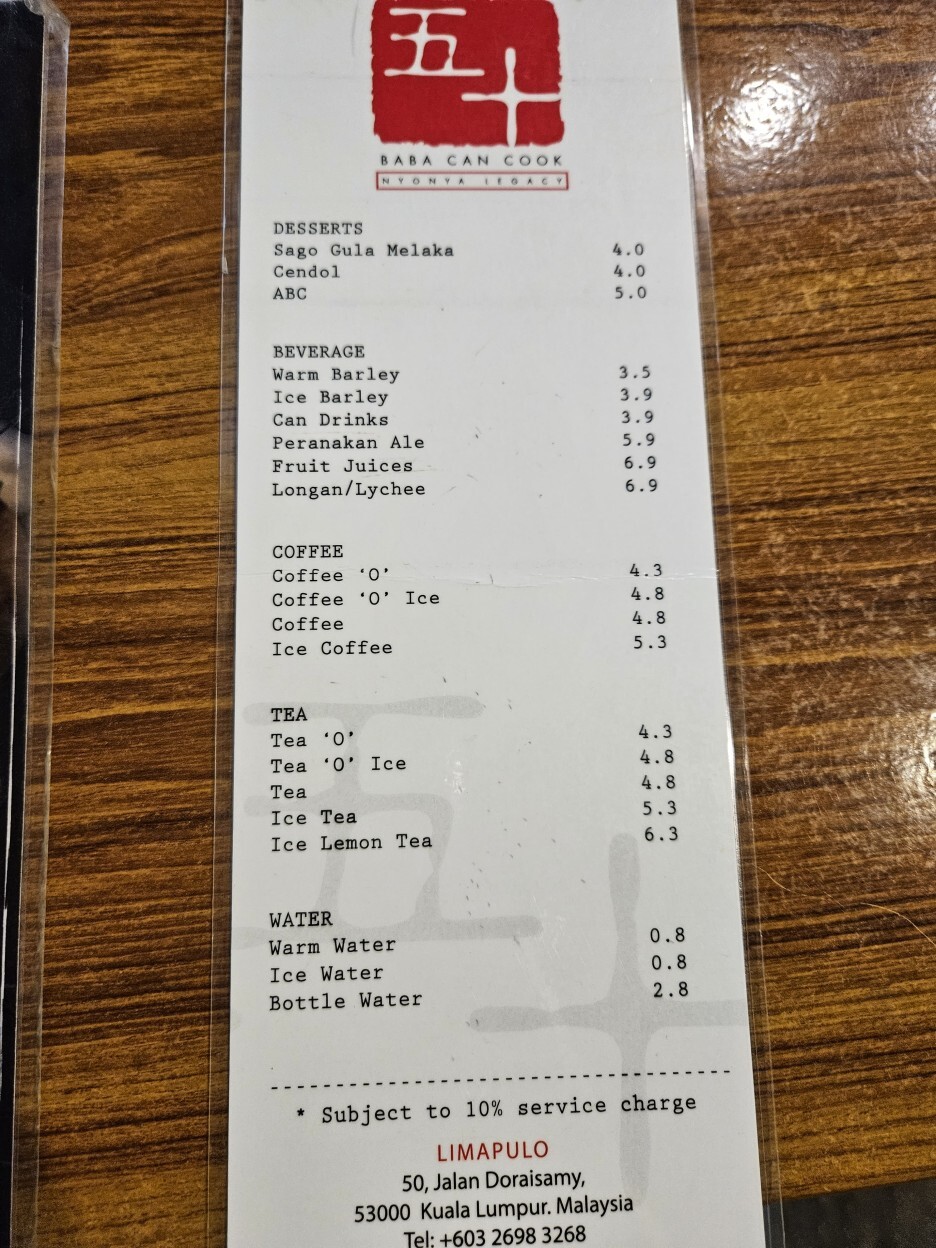 五十
BABA CAN COOK
NYONYA LEGACY
DESSERTS
Sago Gula Melaka 4.0
Cendol 4.0
ABC 5.0
BEVERAGE
Warm Barley 3.5
Ice Barley 3.9
Can Drinks 3.9
Peranakan Ale 5.9
Fruit Juices 6.9
Longan/Lychee 6.9
COFFEE
Coffee ‘O’ 4.3
Coffee ‘O’ Ice 4.8
Coffee 4.8
Ice Coffee 5.3
TEA
Tea ‘O’ 4.3
Tea ‘O’ Ice 4.8
Tea 4.8
Ice Tea 5.3
Ice Lemon Tea 6.3
WATER
Warm Water 0.8
Ice Water 0.8
Bottle Water 2.8
* Subject to 10% service charge
LIMAPULO
50, Jalan Doraisamy,
53000 Kuala Lumpur. Malaysia
Tel: +603 2698 3268